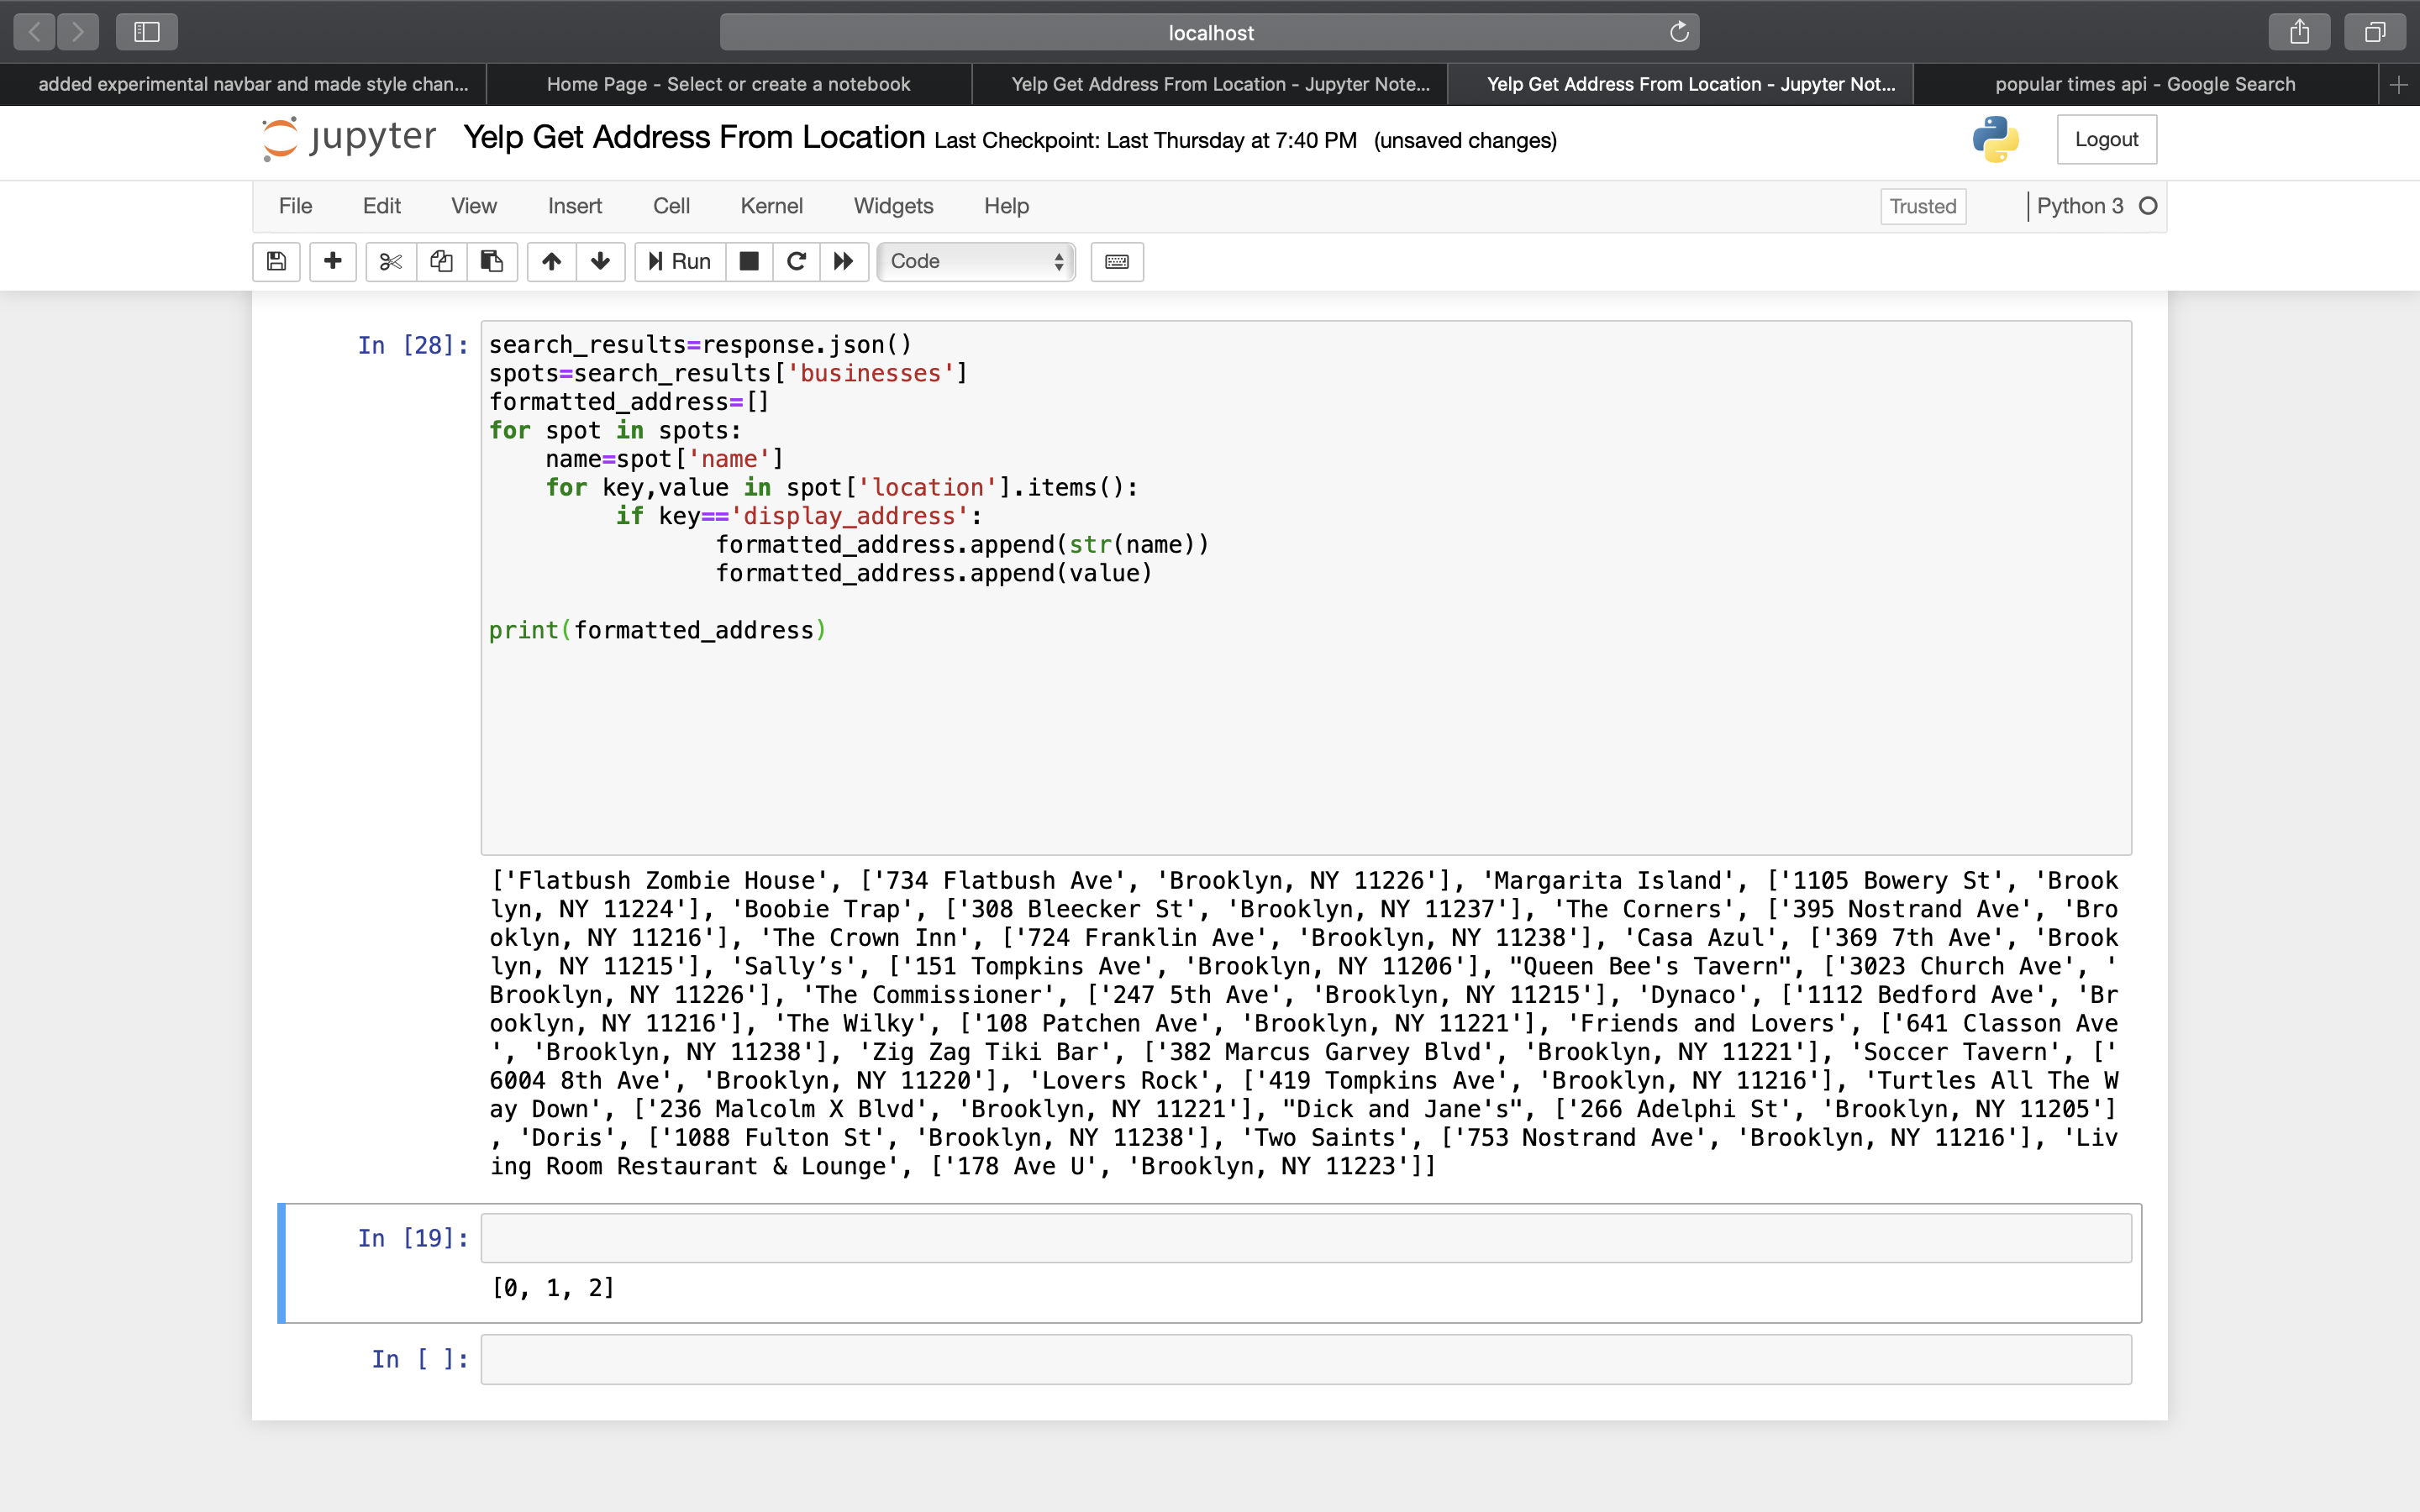 localhost
added experimental navbar and made style chan...
Home Page - Select or create a notebook
Yelp Get Address From Location - Jupyter Note...
Yelp Get Address From Location - Jupyter Not...
popular times api - Google Search
jupyter Yelp Get Address From Location Last Checkpoint: Last Thursday at 7:40 PM (unsaved changes) Logout
File Edit View Insert Cell Kernel Widgets Help Trusted Python 3
Run Code
In [28]:
search_results=response.json()
spots=search_results['businesses']
formatted_address=[]
for spot in spots:
    name=spot['name']
    for key,value in spot['location'].items():
         if key=='display_address':
                formatted_address.append(str(name))
                formatted_address.append(value)
print(formatted_address)
['Flatbush Zombie House', ['734 Flatbush Ave', 'Brooklyn, NY 11226'], 'Margarita Island', ['1105 Bowery St', 'Brook
lyn, NY 11224'], 'Boobie Trap', ['308 Bleecker St', 'Brooklyn, NY 11237'], 'The Corners', ['395 Nostrand Ave', 'Bro
oklyn, NY 11216'], 'The Crown Inn', ['724 Franklin Ave', 'Brooklyn, NY 11238'], 'Casa Azul', ['369 7th Ave', 'Brook
lyn, NY 11215'], 'Sally’s', ['151 Tompkins Ave', 'Brooklyn, NY 11206'], "Queen Bee's Tavern", ['3023 Church Ave', '
Brooklyn, NY 11226'], 'The Commissioner', ['247 5th Ave', 'Brooklyn, NY 11215'], 'Dynaco', ['1112 Bedford Ave', 'Br
ooklyn, NY 11216'], 'The Wilky', ['108 Patchen Ave', 'Brooklyn, NY 11221'], 'Friends and Lovers', ['641 Classon Ave
', 'Brooklyn, NY 11238'], 'Zig Zag Tiki Bar', ['382 Marcus Garvey Blvd', 'Brooklyn, NY 11221'], 'Soccer Tavern', ['
6004 8th Ave', 'Brooklyn, NY 11220'], 'Lovers Rock', ['419 Tompkins Ave', 'Brooklyn, NY 11216'], 'Turtles All The W
ay Down', ['236 Malcolm X Blvd', 'Brooklyn, NY 11221'], "Dick and Jane's", ['266 Adelphi St', 'Brooklyn, NY 11205']
, 'Doris', ['1088 Fulton St', 'Brooklyn, NY 11238'], 'Two Saints', ['753 Nostrand Ave', 'Brooklyn, NY 11216'], 'Liv
ing Room Restaurant & Lounge', ['178 Ave U', 'Brooklyn, NY 11223']]
In [19]:
[0, 1, 2]
In [ ]: